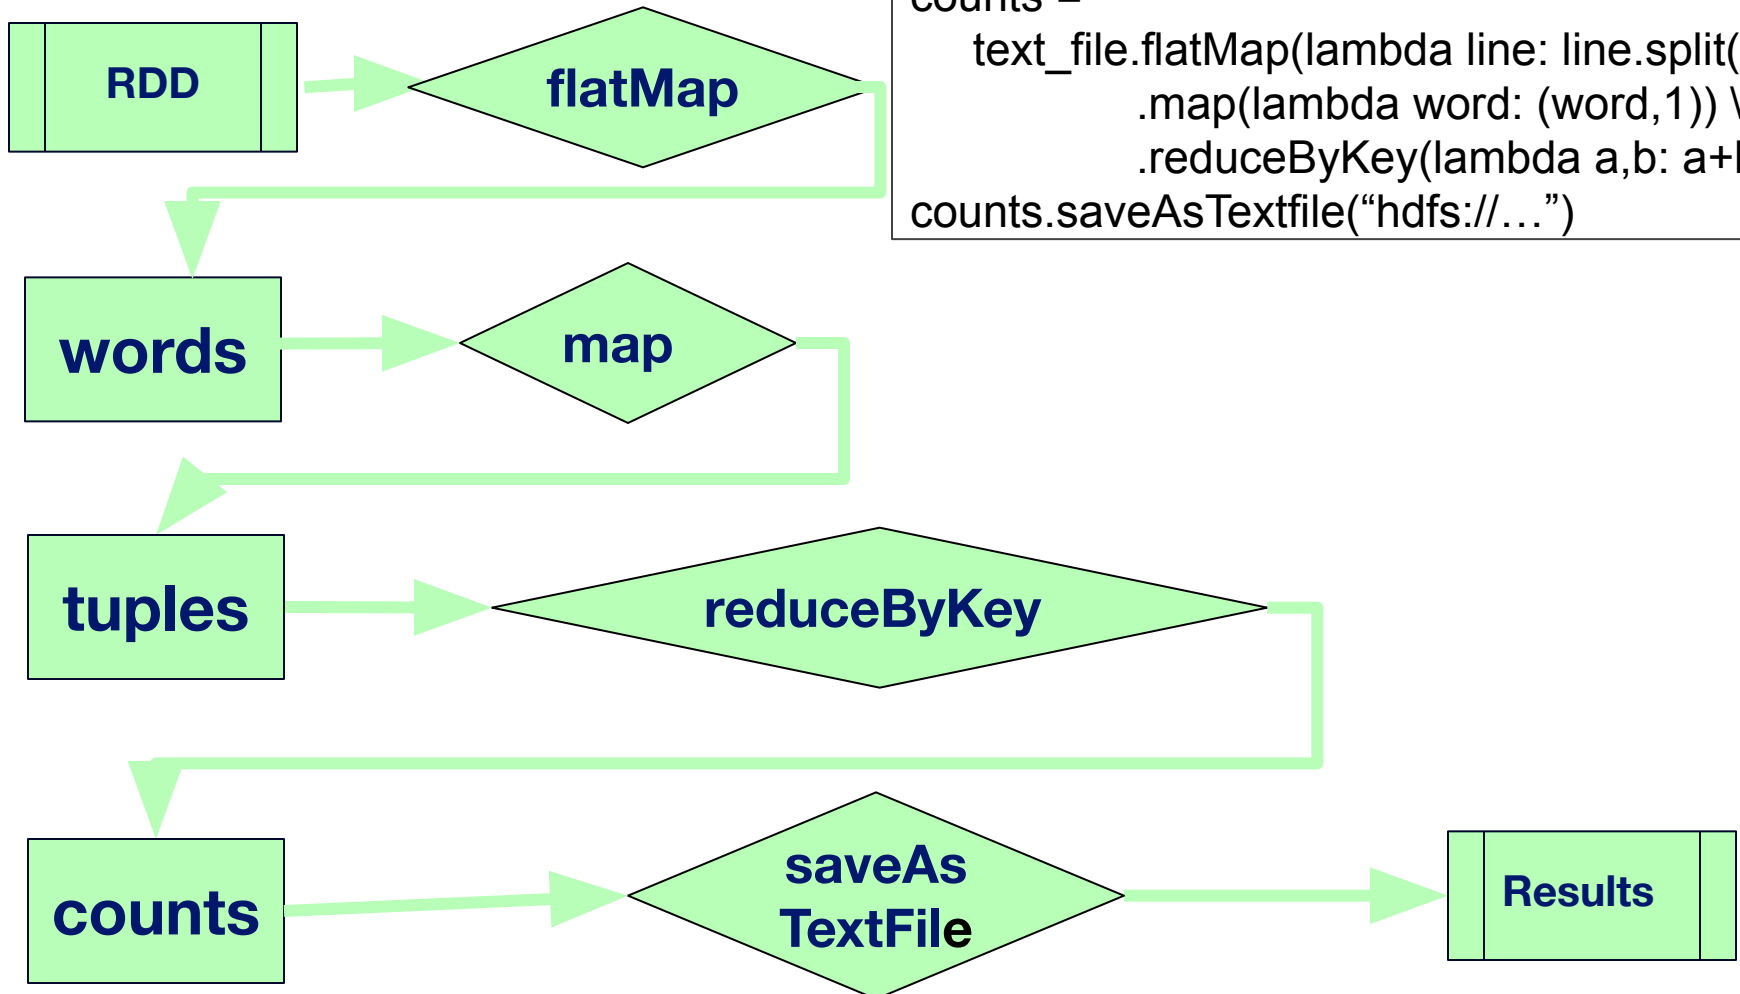 RDD
flatMap
counts =
text_file.flatMap(lambda line: line.split(
.map(lambda word: (word,1)) \
.reduceByKey(lambda a,b: a+
counts.saveAsTextfile(“hdfs://…”)
words
map
tuples
reduceByKey
counts
saveAs
TextFile
Results